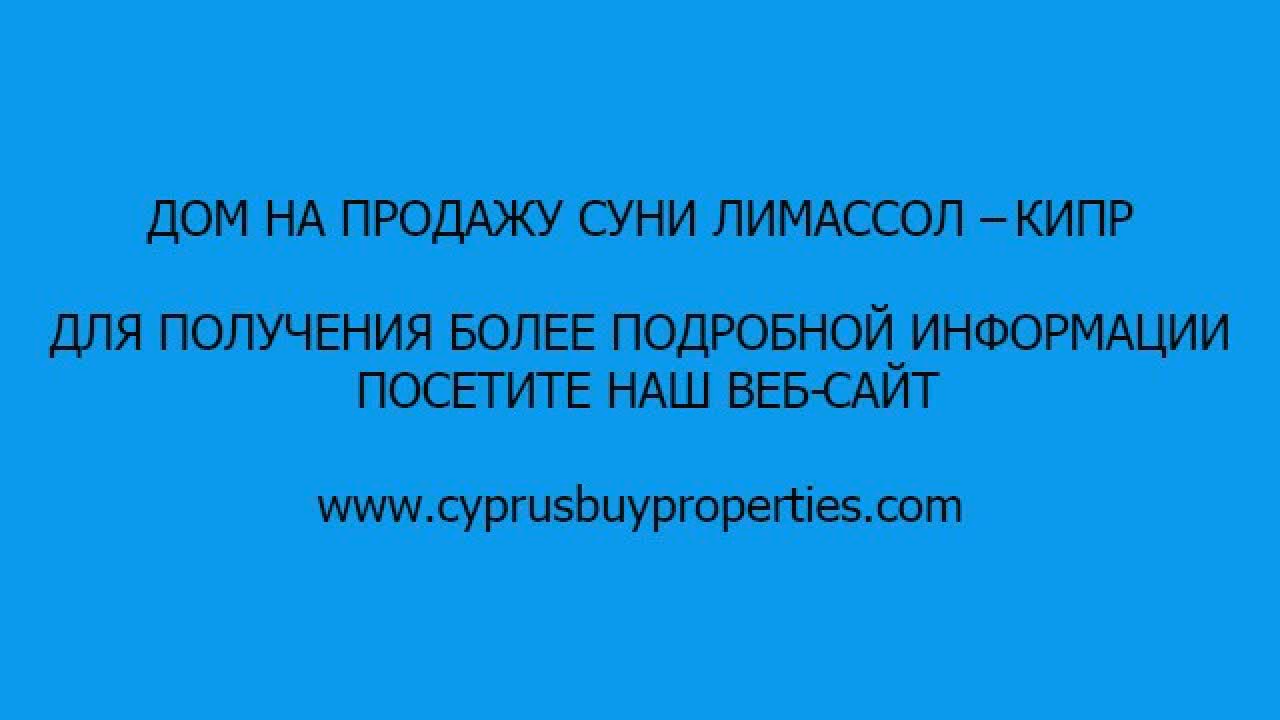 ДОМ НА ПРОДАЖУ СУНИ ЛИМАССОЛ – КИПР
ДЛЯ ПОЛУЧЕНИЯ БОЛЕЕ ПОДРОБНОЙ ИНФОРМАЦИИ
ПОСЕТИТЕ НАШ ВЕБ-САЙТ
www.cyprusbuyproperties.com